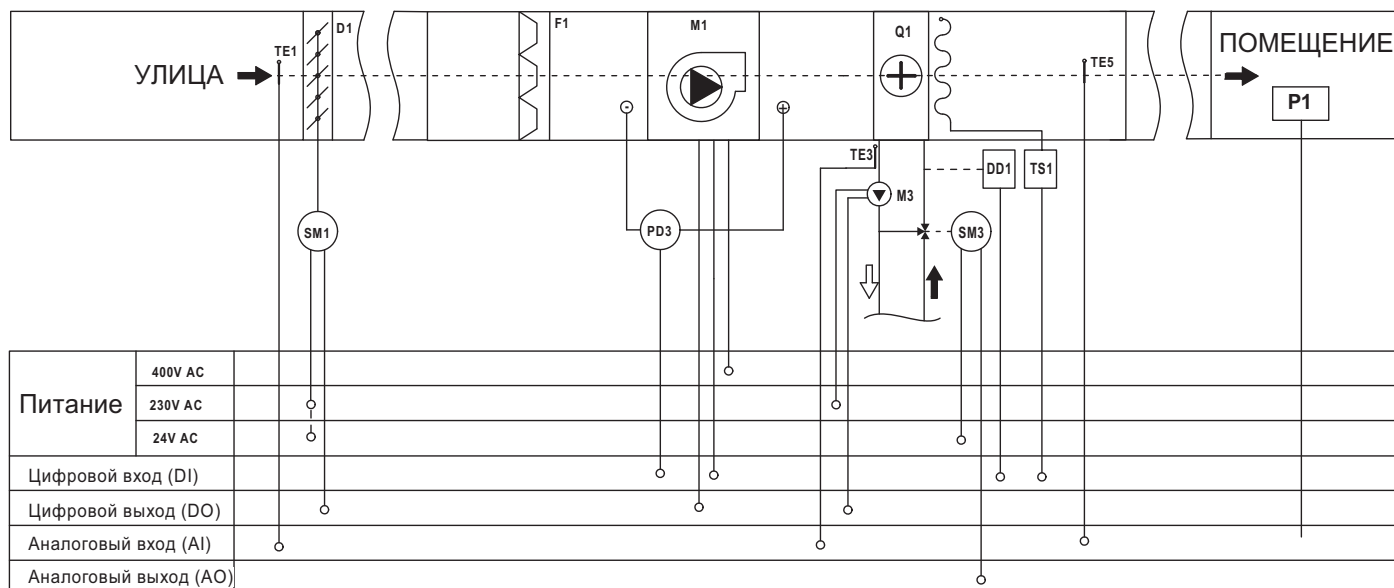 D1
F1
M1
Q1
TE1
УЛИЦА
TE5
ПОМЕЩЕНИЕ
P1
-
+
TE3
DD1
TS1
M3
SM1
PD3
SM3
Питание
400V AC
230V AC
24V AC
Цифровой вход (DI)
Цифровой выход (DO)
Аналоговый вход (AI)
Аналоговый выход (AO)